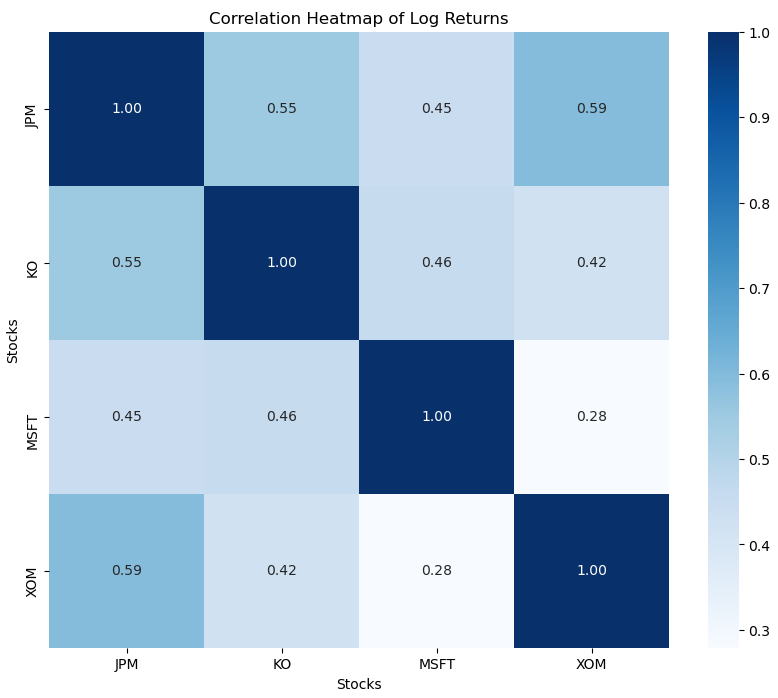 Correlation Heatmap of Log Returns
JPM
1.00
0.55
0.45
0.59
KO
0.55
1.00
0.46
0.42
MSFT
0.45
0.46
1.00
0.28
XOM
0.59
0.42
0.28
1.00
Stocks
JPM
KO
MSFT
XOM
Stocks
1.0
0.9
0.8
0.7
0.6
0.5
0.4
0.3